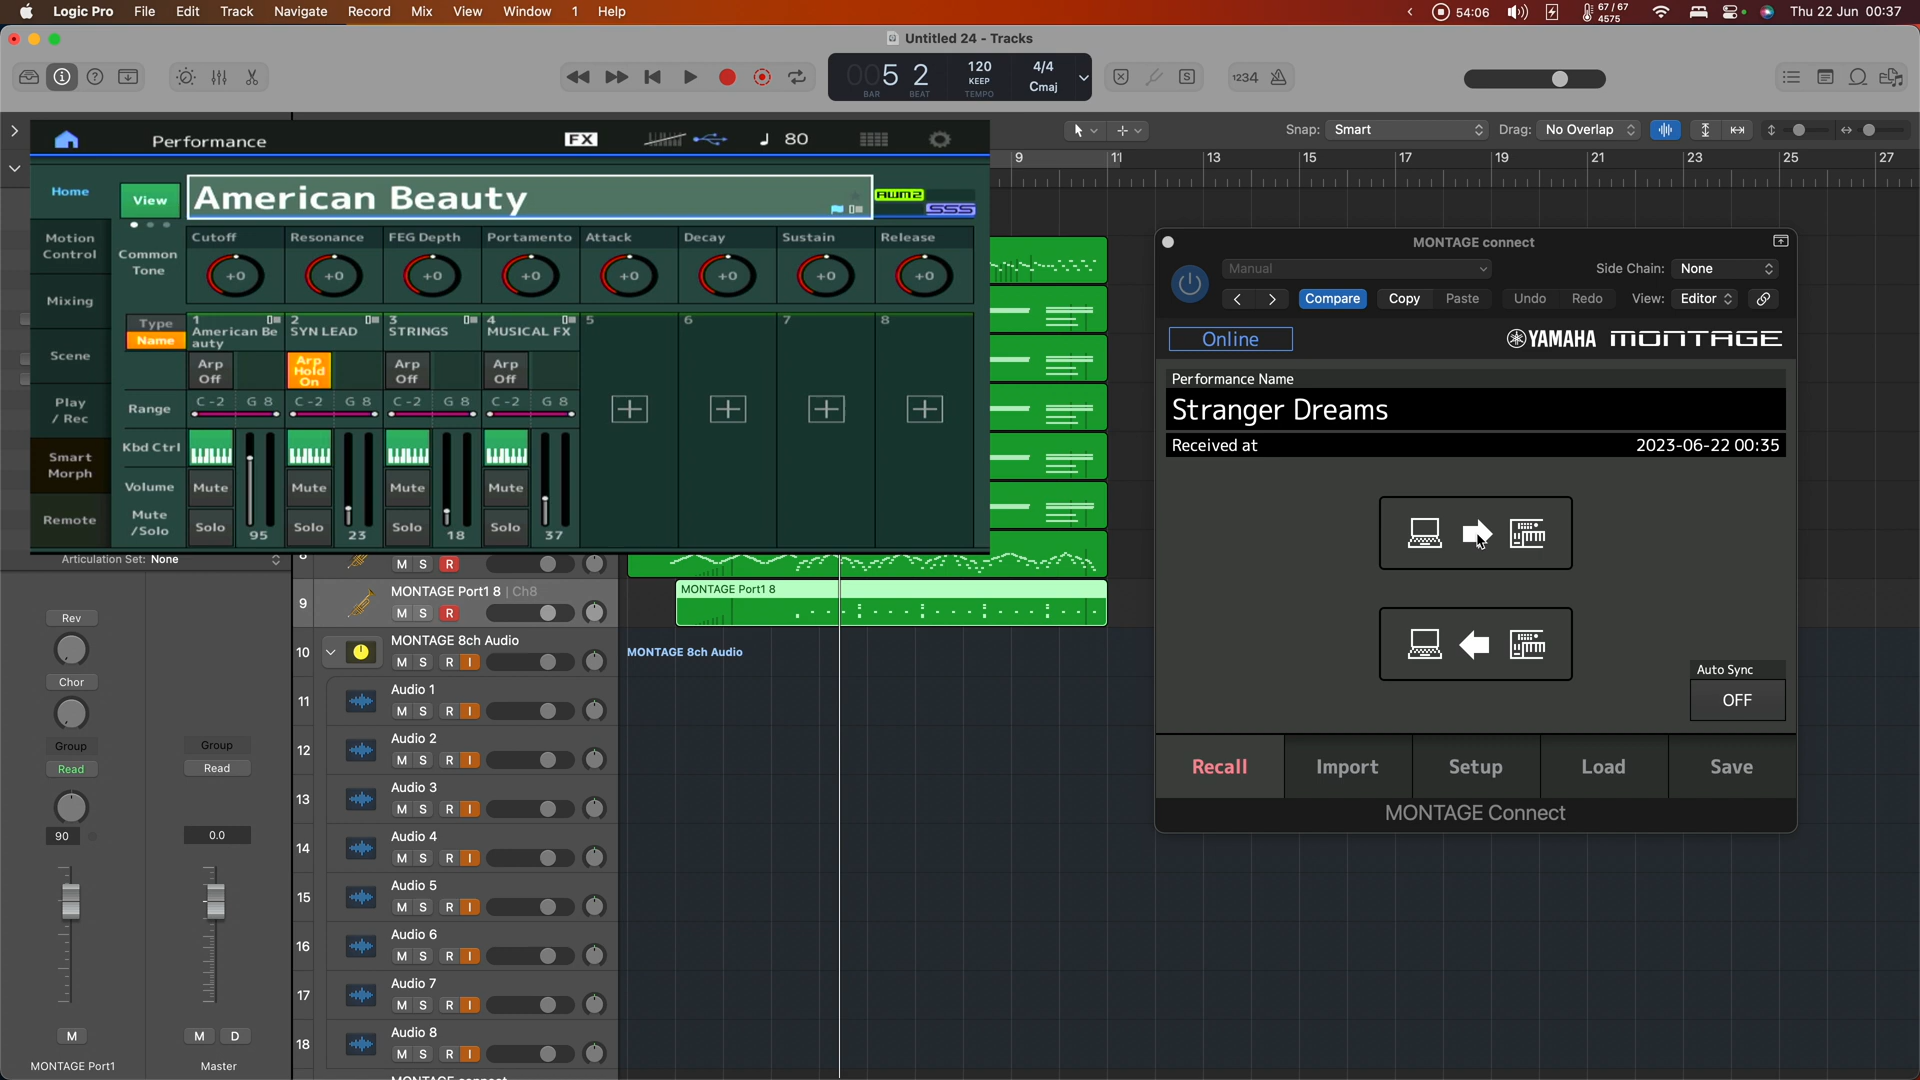 Logic Pro File Edit Track Navigate Record Mix View Window 1 Help
54:06 67 / 67 4575 Thu 22 Jun 00:37
Untitled 24 - Tracks
005 2 120 4/4
KEEP Cmaj
BAR BEAT TEMPO
S 1234
Snap: Smart Drag: No Overlap
9 11 13 15 17 19 21 23 25 27
Performance FX 80
Home View American Beauty AWM2 SSS
Motion Control
Common Tone
Cutoff Resonance FEG Depth Portamento Attack Decay Sustain Release
+0 +0 +0 +0 +0 +0 +0 +0
Mixing
Type 1 2 3 4 5 6 7 8
Name American Beauty SYN LEAD STRINGS MUSICAL FX
Scene
Arp Off Arp Hold On Arp Off Arp Off
Play / Rec
Range C -2 G 8 C -2 G 8 C -2 G 8 C -2 G 8
Smart Morph
Kbd Ctrl
Volume Mute Mute Mute Mute
Remote
Mute /Solo Solo Solo Solo Solo
95 23 18 37
Articulation Set: None
8 M S R
9 MONTAGE Port1 8 | Ch8
M S R
MONTAGE Port1 8
10 MONTAGE 8ch Audio
M S R I
MONTAGE 8ch Audio
11 Audio 1
M S R I
12 Audio 2
M S R I
13 Audio 3
M S R I
14 Audio 4
M S R I
15 Audio 5
M S R I
16 Audio 6
M S R I
17 Audio 7
M S R I
18 Audio 8
M S R I
MONTAGE connect
Rev
Chor
Group Group
Read Read
90 0.0
M M D
MONTAGE Port1 Master
MONTAGE connect
Manual Side Chain: None
Compare Copy Paste Undo Redo View: Editor
Online YAMAHA MONTAGE
Performance Name
Stranger Dreams
Received at 2023-06-22 00:35
Auto Sync
OFF
Recall Import Setup Load Save
MONTAGE Connect